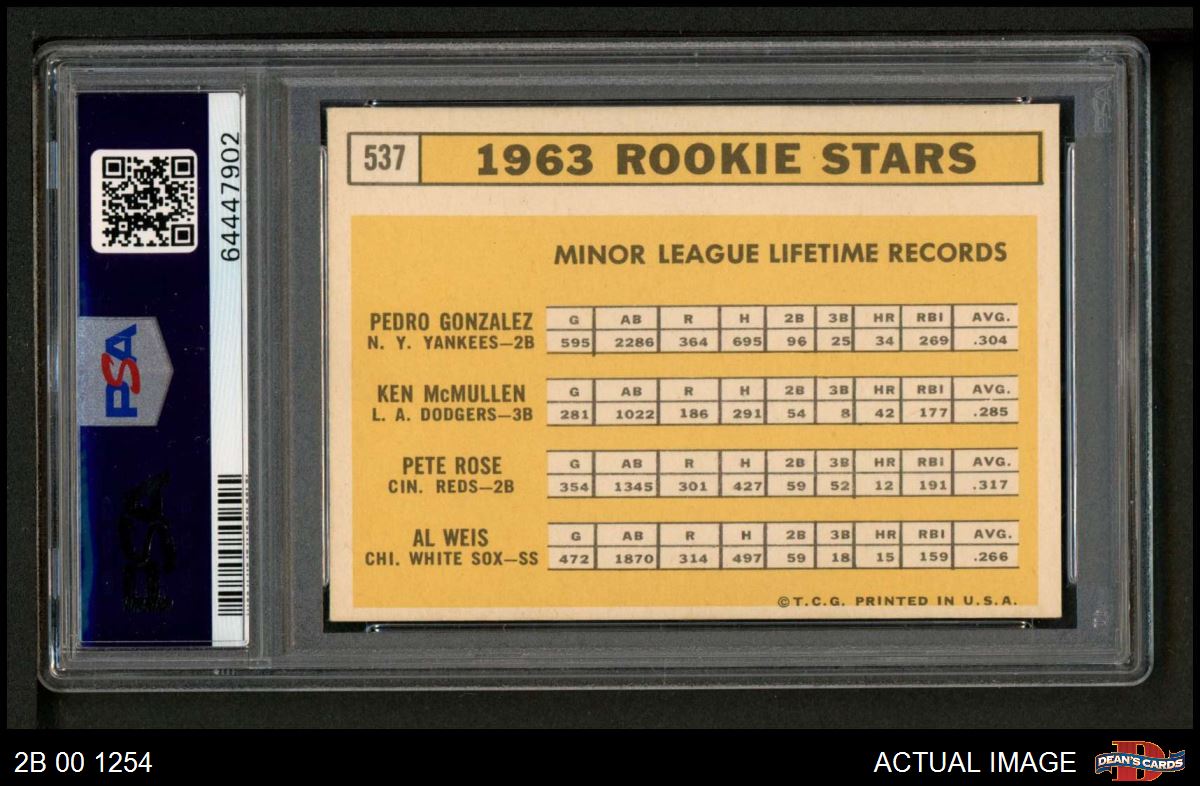 64447902
PSA
537 1963 ROOKIE STARS
MINOR LEAGUE LIFETIME RECORDS
PEDRO GONZALEZ G AB R H 2B 3B HR RBI AVG.
N. Y. YANKEES—2B 595 2286 364 695 96 25 34 269 .304
KEN McMULLEN G AB R H 2B 3B HR RBI AVG.
L. A. DODGERS—3B 281 1022 186 291 54 8 42 177 .285
PETE ROSE G AB R H 2B 3B HR RBI AVG.
CIN. REDS—2B 354 1345 301 427 59 52 12 191 .317
AL WEIS G AB R H 2B 3B HR RBI AVG.
CHI. WHITE SOX—SS 472 1870 314 497 59 18 15 159 .266
©T.C.G. PRINTED IN U.S.A.
PSA
2B 00 1254
ACTUAL IMAGE
DEAN'S CARDS